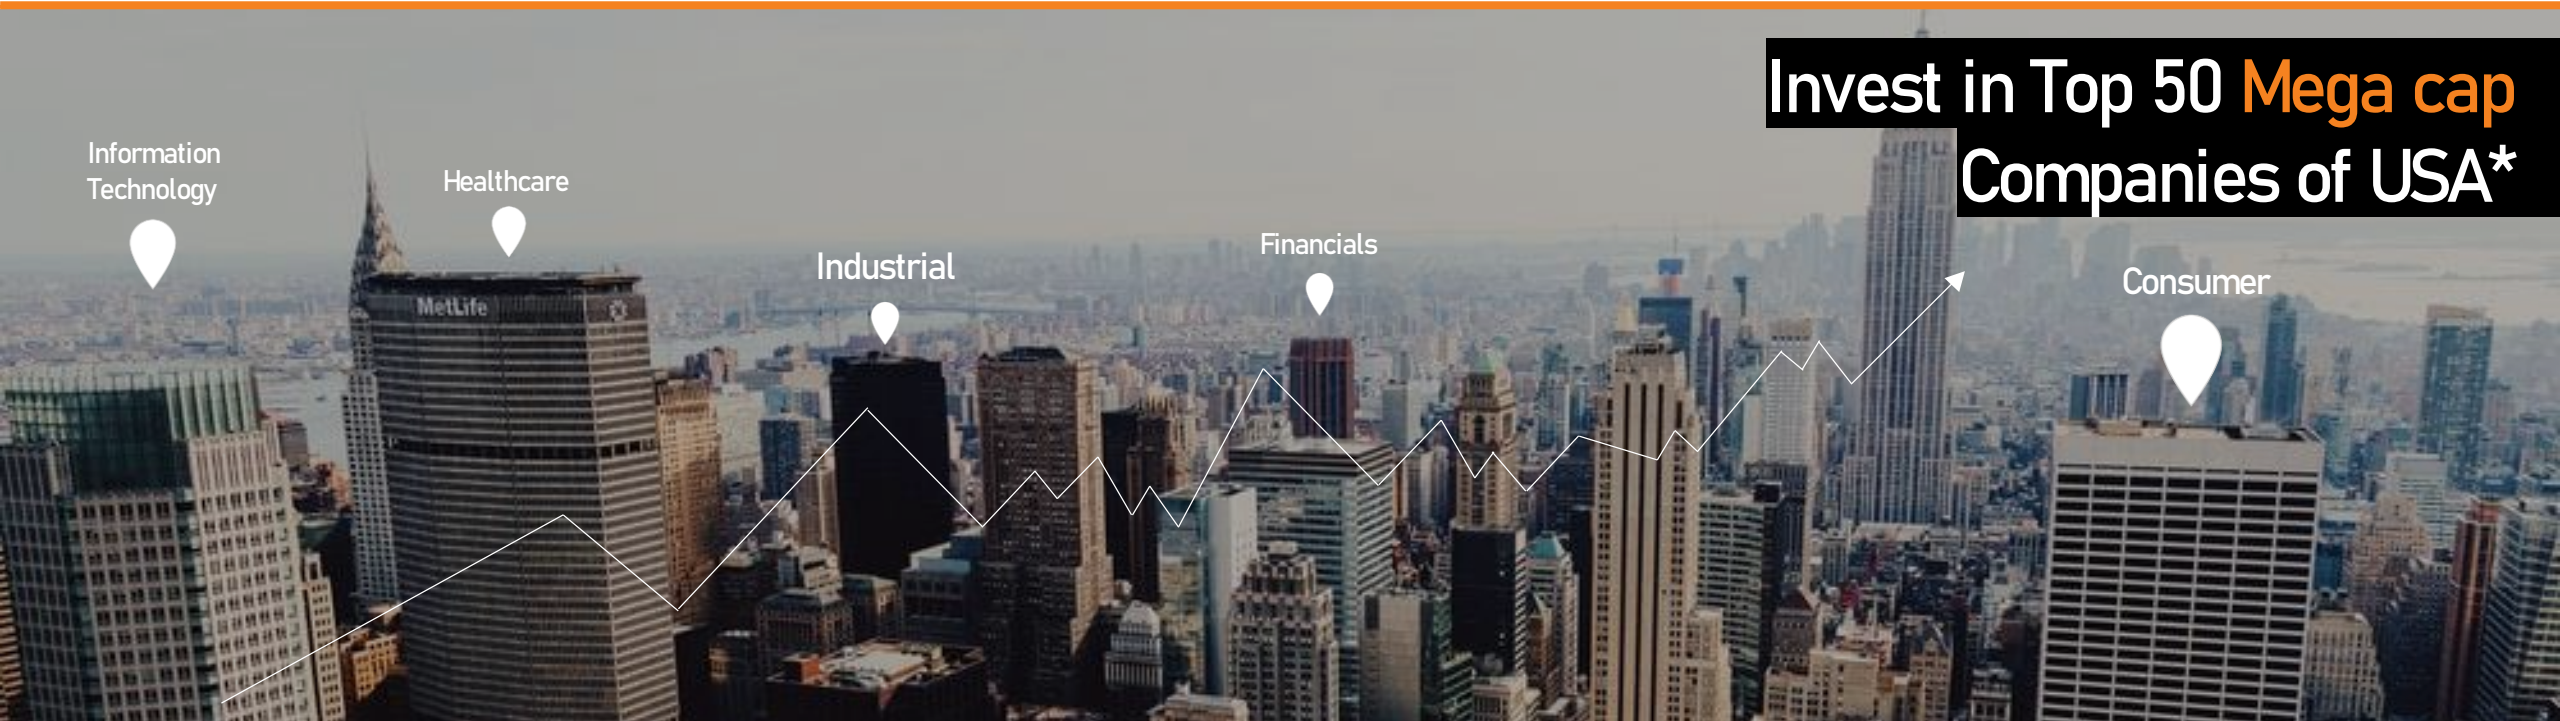 Invest in Top 50 Mega cap
Companies of USA*
Information
Technology
Healthcare
Industrial
Financials
Consumer
MetLife